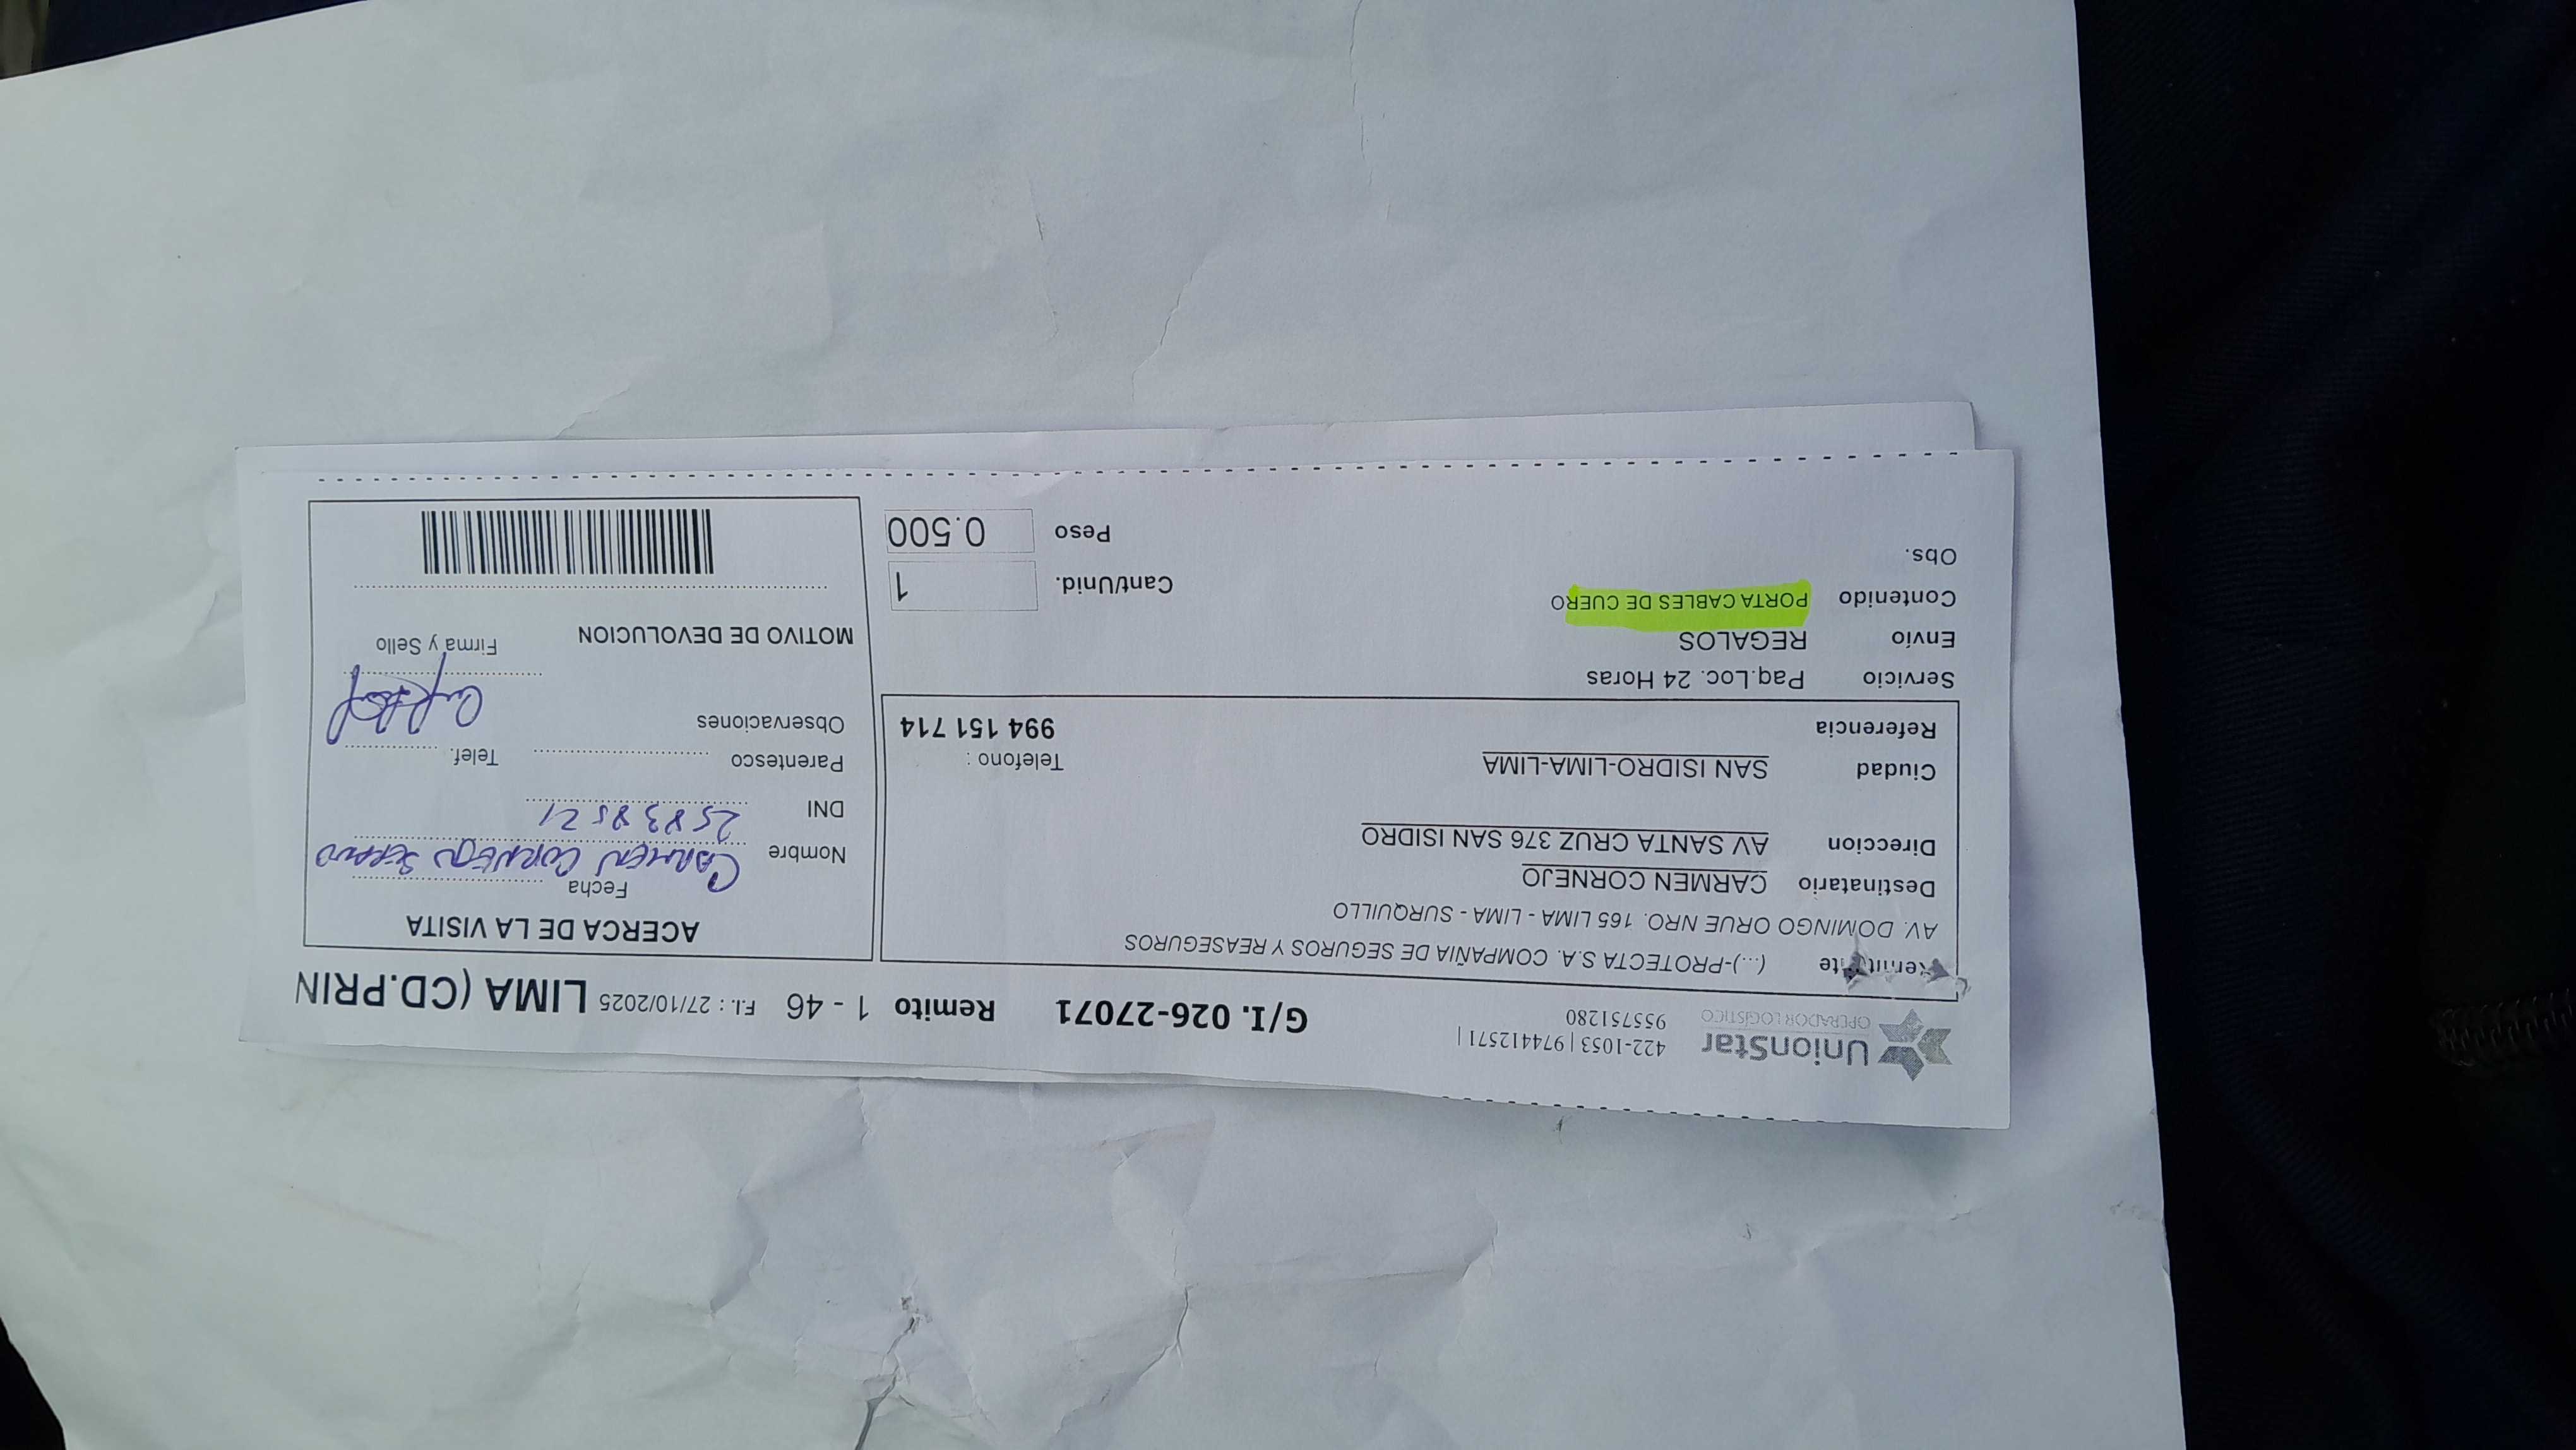 UnionStar
OPERADOR LOGÍSTICO
422-1053 | 974412571 |
955751280
G/I. 026-27071
Remito 1 - 46 F.I. : 27/10/2025 LIMA (CD.PRIN
Remitente (...)-PROTECTA S.A. COMPAÑIA DE SEGUROS Y REASEGUROS
AV. DOMINGO ORUE NRO. 165 LIMA - LIMA - SURQUILLO
Destinatario CARMEN CORNEJO
Direccion AV SANTA CRUZ 376 SAN ISIDRO
Ciudad SAN ISIDRO-LIMA-LIMA
Telefono :
Referencia
994 151 714
Servicio Paq.Loc. 24 Horas
Envío REGALOS
Contenido PORTA CABLES DE CUERO
Obs.
Cant/Unid. 1
Peso 0.500
ACERCA DE LA VISITA
Fecha
Nombre CARMEN CORNEJO
DNI 25838521
Parentesco Telef.
Observaciones
Firma y Sello
MOTIVO DE DEVOLUCION